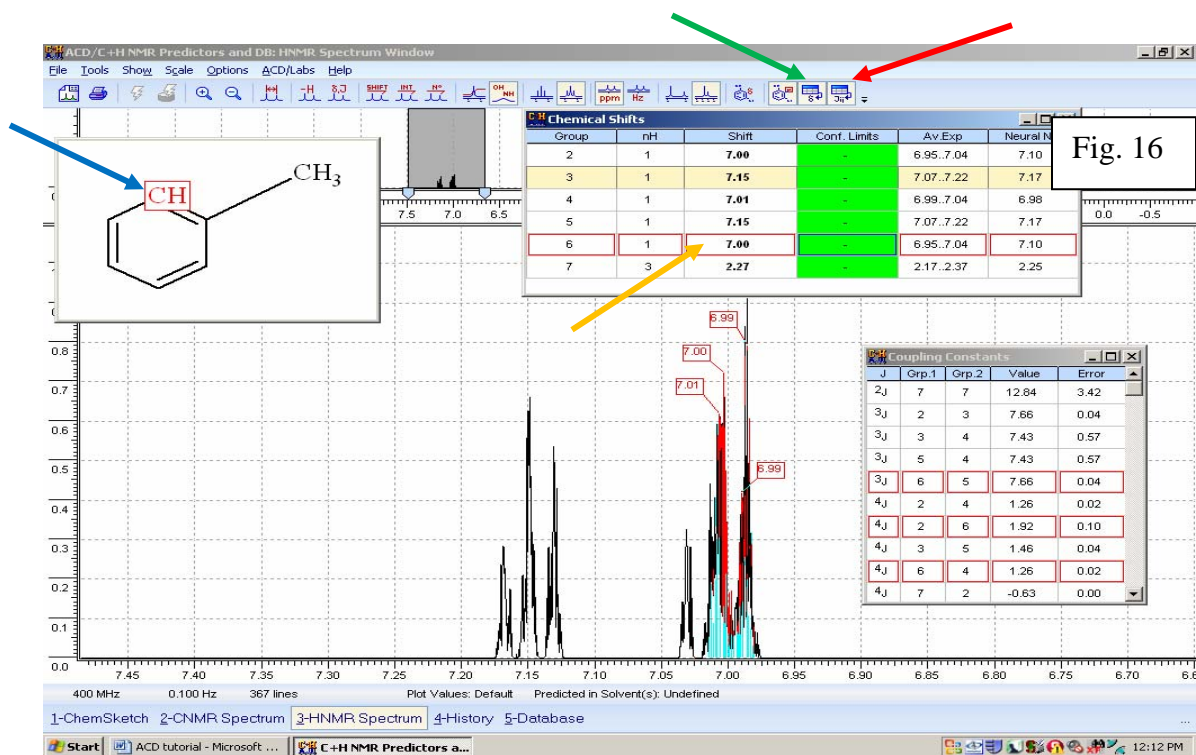 ACD/C+H NMR Predictors and DB: HNMR Spectrum Window
File Tools Show Scale Options ACD/Labs Help
ppm Hz
Chemical Shifts
Fig. 16
Group nH Shift Conf. Limits Av.Exp Neural N
2 1 7.00 - 6.95..7.04 7.10
3 1 7.15 - 7.07..7.22 7.17
4 1 7.01 - 6.99..7.04 6.98
5 1 7.15 - 7.07..7.22 7.17
6 1 7.00 - 6.95..7.04 7.10
7 3 2.27 - 2.17..2.37 2.25
CH
CH3
7.5 7.0 6.5
0.0 -0.5
6.99
7.00
7.01
6.99
Coupling Constants
J Grp.1 Grp.2 Value Error
2J 7 7 12.84 3.42
3J 2 3 7.66 0.04
3J 3 4 7.43 0.57
3J 5 4 7.43 0.57
3J 6 5 7.66 0.04
4J 2 4 1.26 0.02
4J 2 6 1.92 0.10
4J 3 5 1.46 0.04
4J 6 4 1.26 0.02
4J 7 2 -0.63 0.00
0.8
0.7
0.6
0.5
0.4
0.3
0.2
0.1
0.0
7.45 7.40 7.35 7.30 7.25 7.20 7.15 7.10 7.05 7.00 6.95 6.90 6.85 6.80 6.75 6.70
400 MHz 0.100 Hz 367 lines Plot Values: Default Predicted in Solvent(s): Undefined
1-ChemSketch 2-CNMR Spectrum 3-HNMR Spectrum 4-History 5-Database
Start ACD tutorial - Microsoft ... C+H NMR Predictors a... 12:12 PM